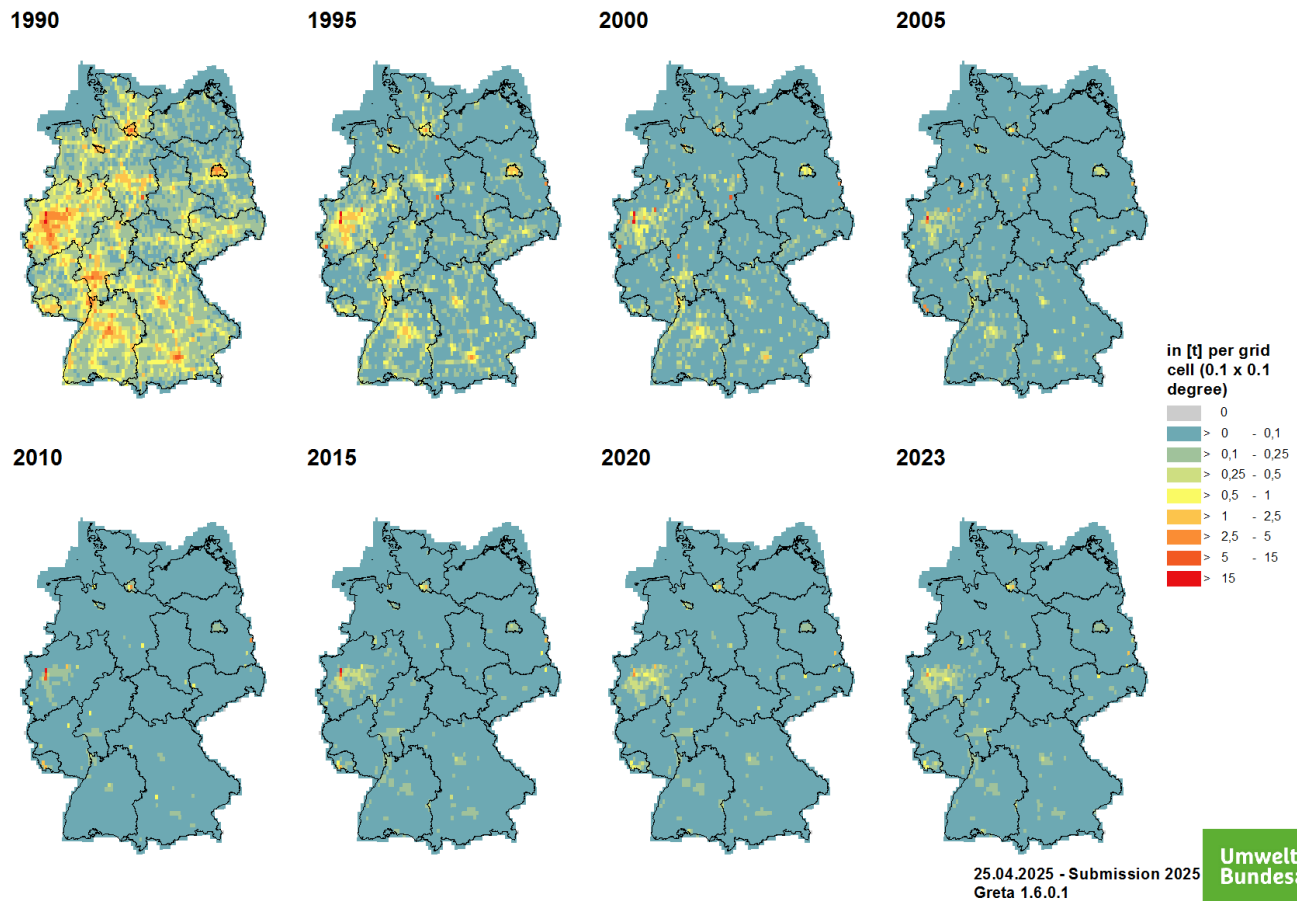 1990
1995
2000
2005
in [t] per grid
cell (0.1 x 0.1
degree)
0
> 0 - 0,1
> 0,1 - 0,25
> 0,25 - 0,5
> 0,5 - 1
> 1 - 2,5
> 2,5 - 5
> 5 - 15
> 15
2010
2015
2020
2023
25.04.2025 - Submission 2025
Greta 1.6.0.1
Umwelt
Bundesa